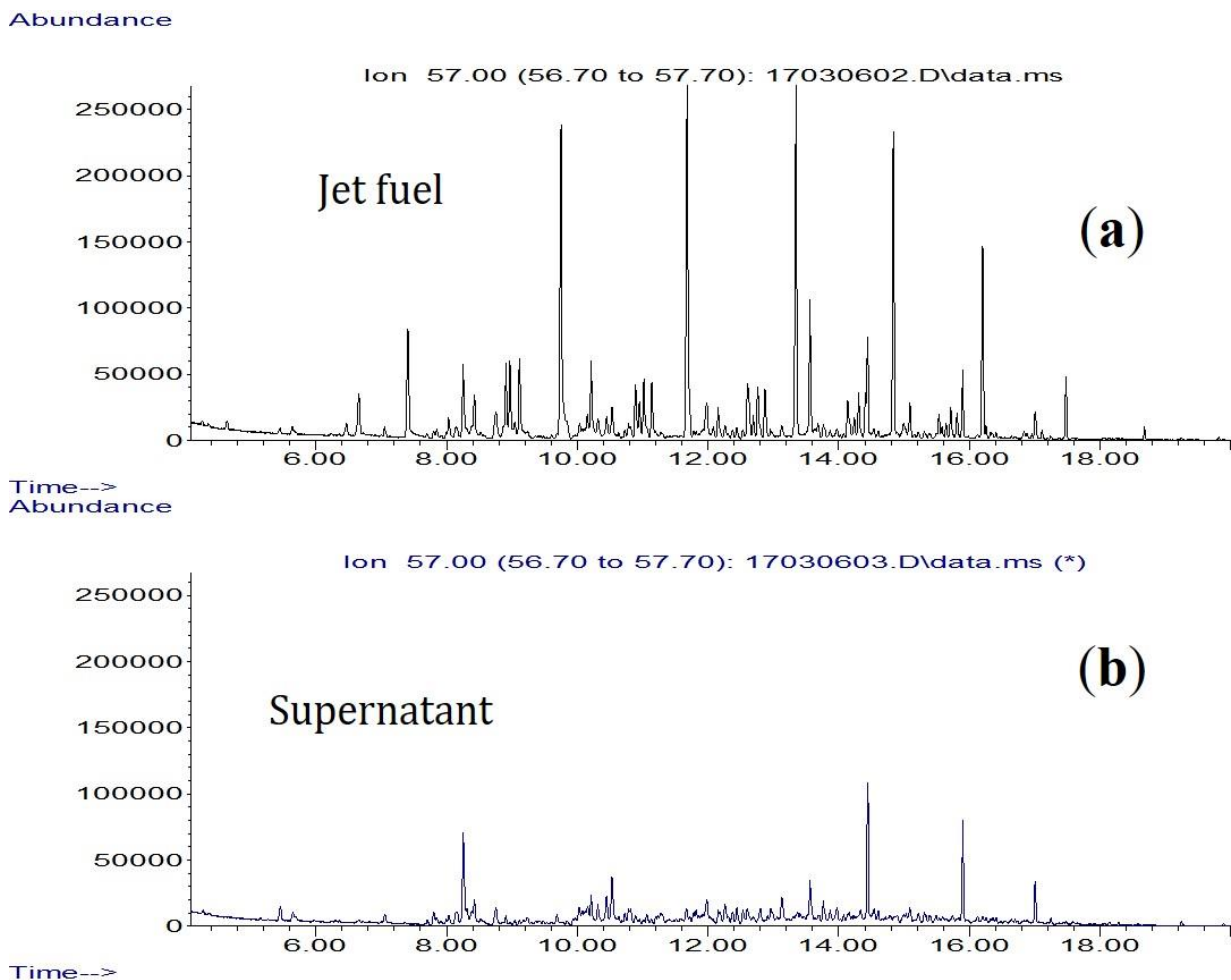 Abundance
Ion 57.00 (56.70 to 57.70): 17030602.D\data.ms
250000
200000
150000
100000
50000
0
Jet fuel
(a)
6.00 8.00 10.00 12.00 14.00 16.00 18.00
Time-->
Abundance
Ion 57.00 (56.70 to 57.70): 17030603.D\data.ms (*)
250000
200000
150000
100000
50000
0
Supernatant
(b)
6.00 8.00 10.00 12.00 14.00 16.00 18.00
Time-->